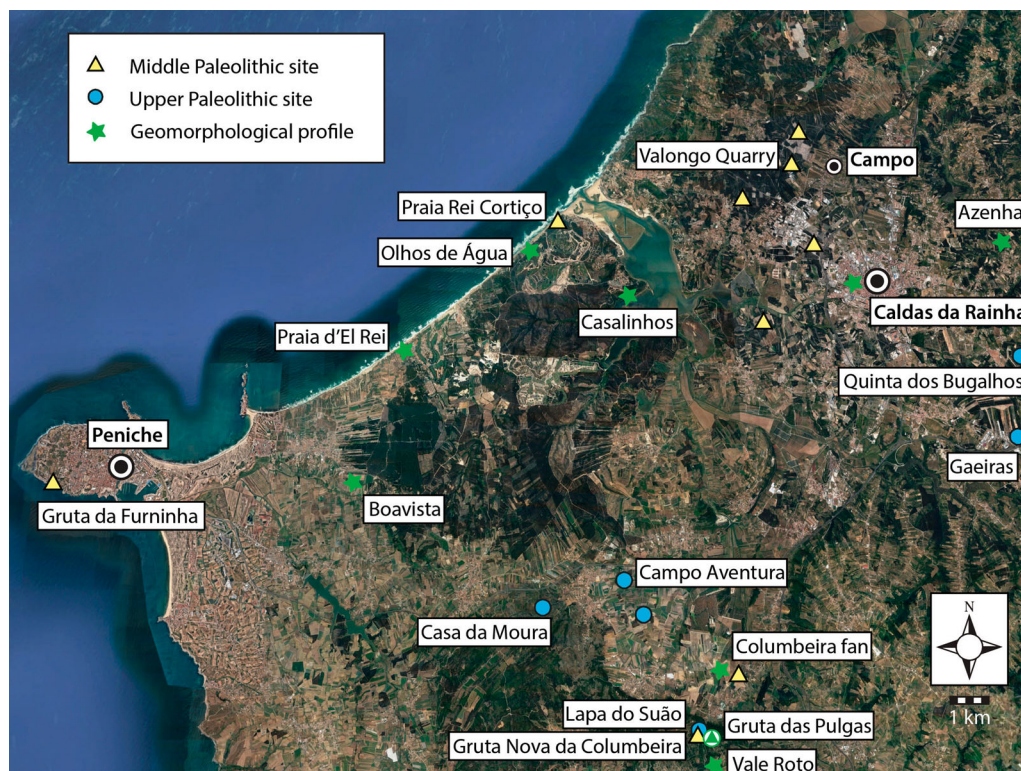 Middle Paleolithic site
Upper Paleolithic site
Geomorphological profile
Valongo Quarry
Campo
Praia Rei Cortiço
Azenha
Olhos de Água
Casalinhos
Caldas da Rainha
Praia d'El Rei
Quinta dos Bugalhos
Peniche
Gaeiras
Gruta da Furninha
Boavista
Campo Aventura
Casa da Moura
Columbeira fan
N
Lapa do Suão
Gruta das Pulgas
1 km
Gruta Nova da Columbeira
Vale Roto